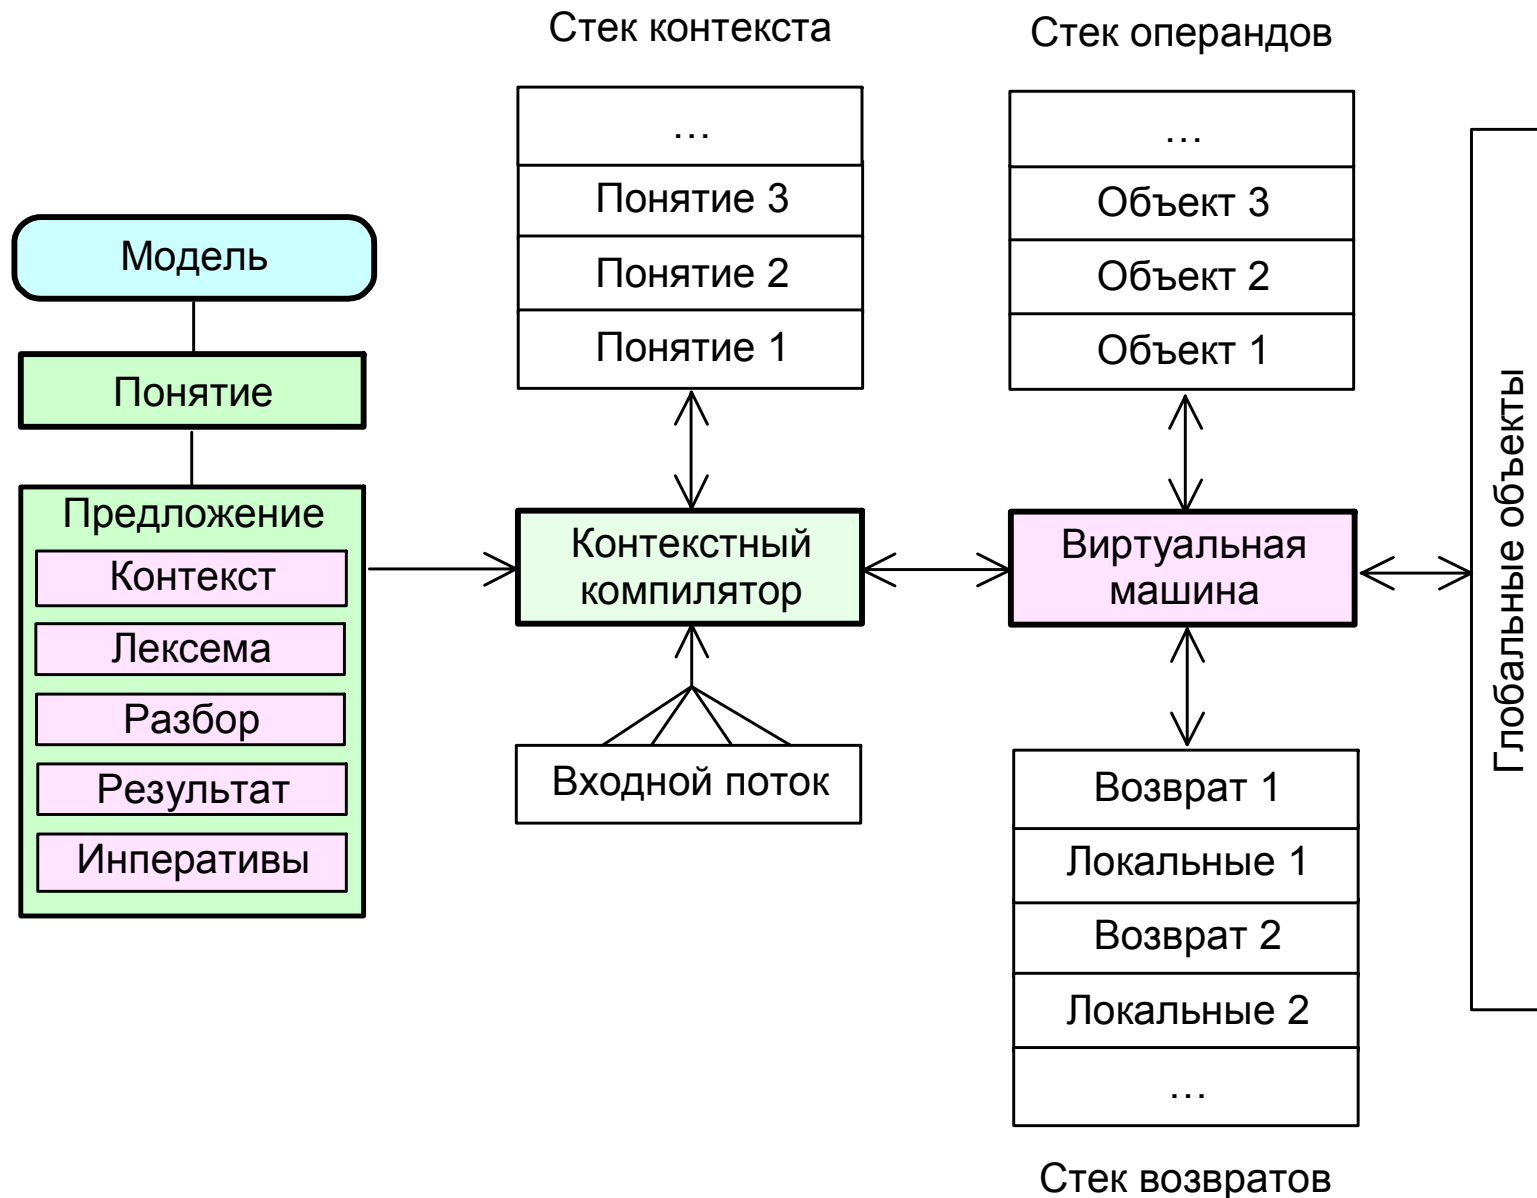 Стек контекста
Стек операндов
…
Понятие 3
Понятие 2
Понятие 1
…
Объект 3
Объект 2
Объект 1
Модель
Понятие
Предложение
Контекст
Лексема
Разбор
Результат
Инперативы
Контекстный
компилятор
Виртуальная
машина
Глобальные объекты
Входной поток
Возврат 1
Локальные 1
Возврат 2
Локальные 2
…
Стек возвратов